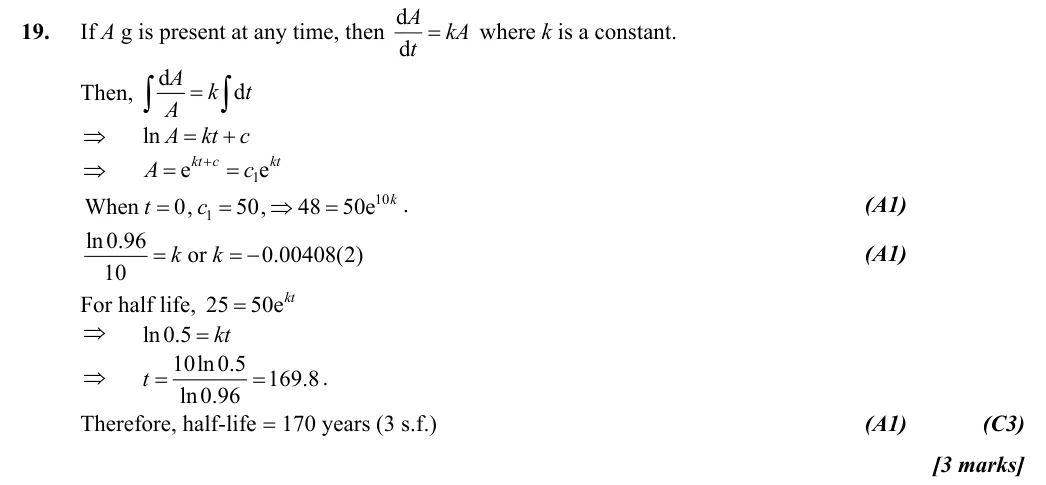 19. If A g is present at any time, then dA/dt = kA where k is a constant.
Then, ∫ dA/A = k ∫ dt
⇒ ln A = kt + c
⇒ A = e^(kt+c) = c₁e^(kt)
When t = 0, c₁ = 50, ⇒ 48 = 50e^(10k) . (A1)
ln 0.96/10 = k or k = −0.00408(2) (A1)
For half life, 25 = 50e^(kt)
⇒ ln 0.5 = kt
⇒ t = 10 ln 0.5/ln 0.96 = 169.8 .
Therefore, half-life = 170 years (3 s.f.) (A1) (C3)
[3 marks]